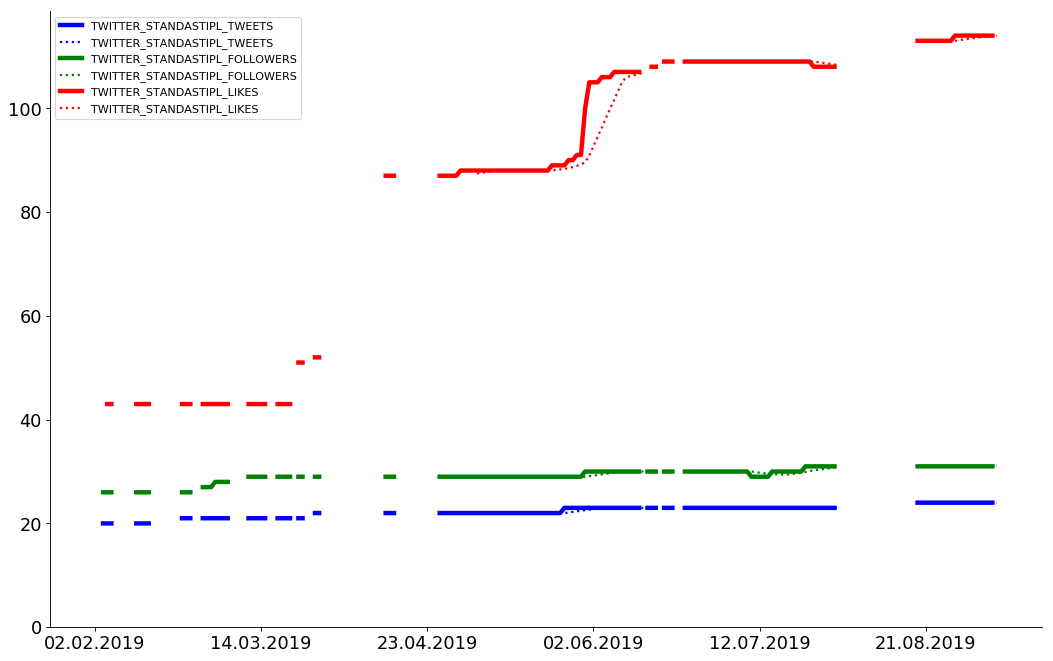 TWITTER_STANDASTIPL_TWEETS
TWITTER_STANDASTIPL_TWEETS
TWITTER_STANDASTIPL_FOLLOWERS
TWITTER_STANDASTIPL_FOLLOWERS
TWITTER_STANDASTIPL_LIKES
TWITTER_STANDASTIPL_LIKES
100
80
60
40
20
0
02.02.2019 14.03.2019 23.04.2019 02.06.2019 12.07.2019 21.08.2019